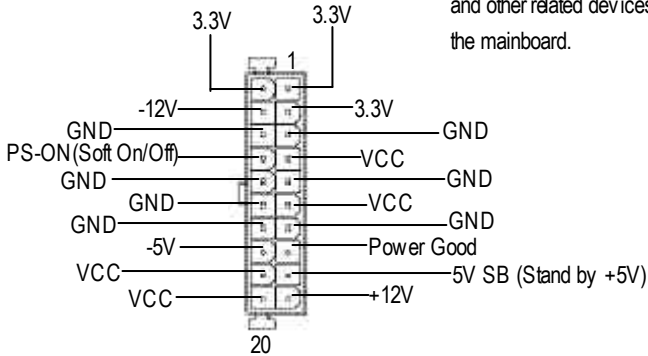 and other related devices
the mainboard.
3.3V 3.3V
1
-12V 3.3V
GND GND
PS-ON(Soft On/Off) VCC
GND GND
GND VCC
GND GND
-5V Power Good
VCC 5V SB (Stand by +5V)
VCC +12V
20